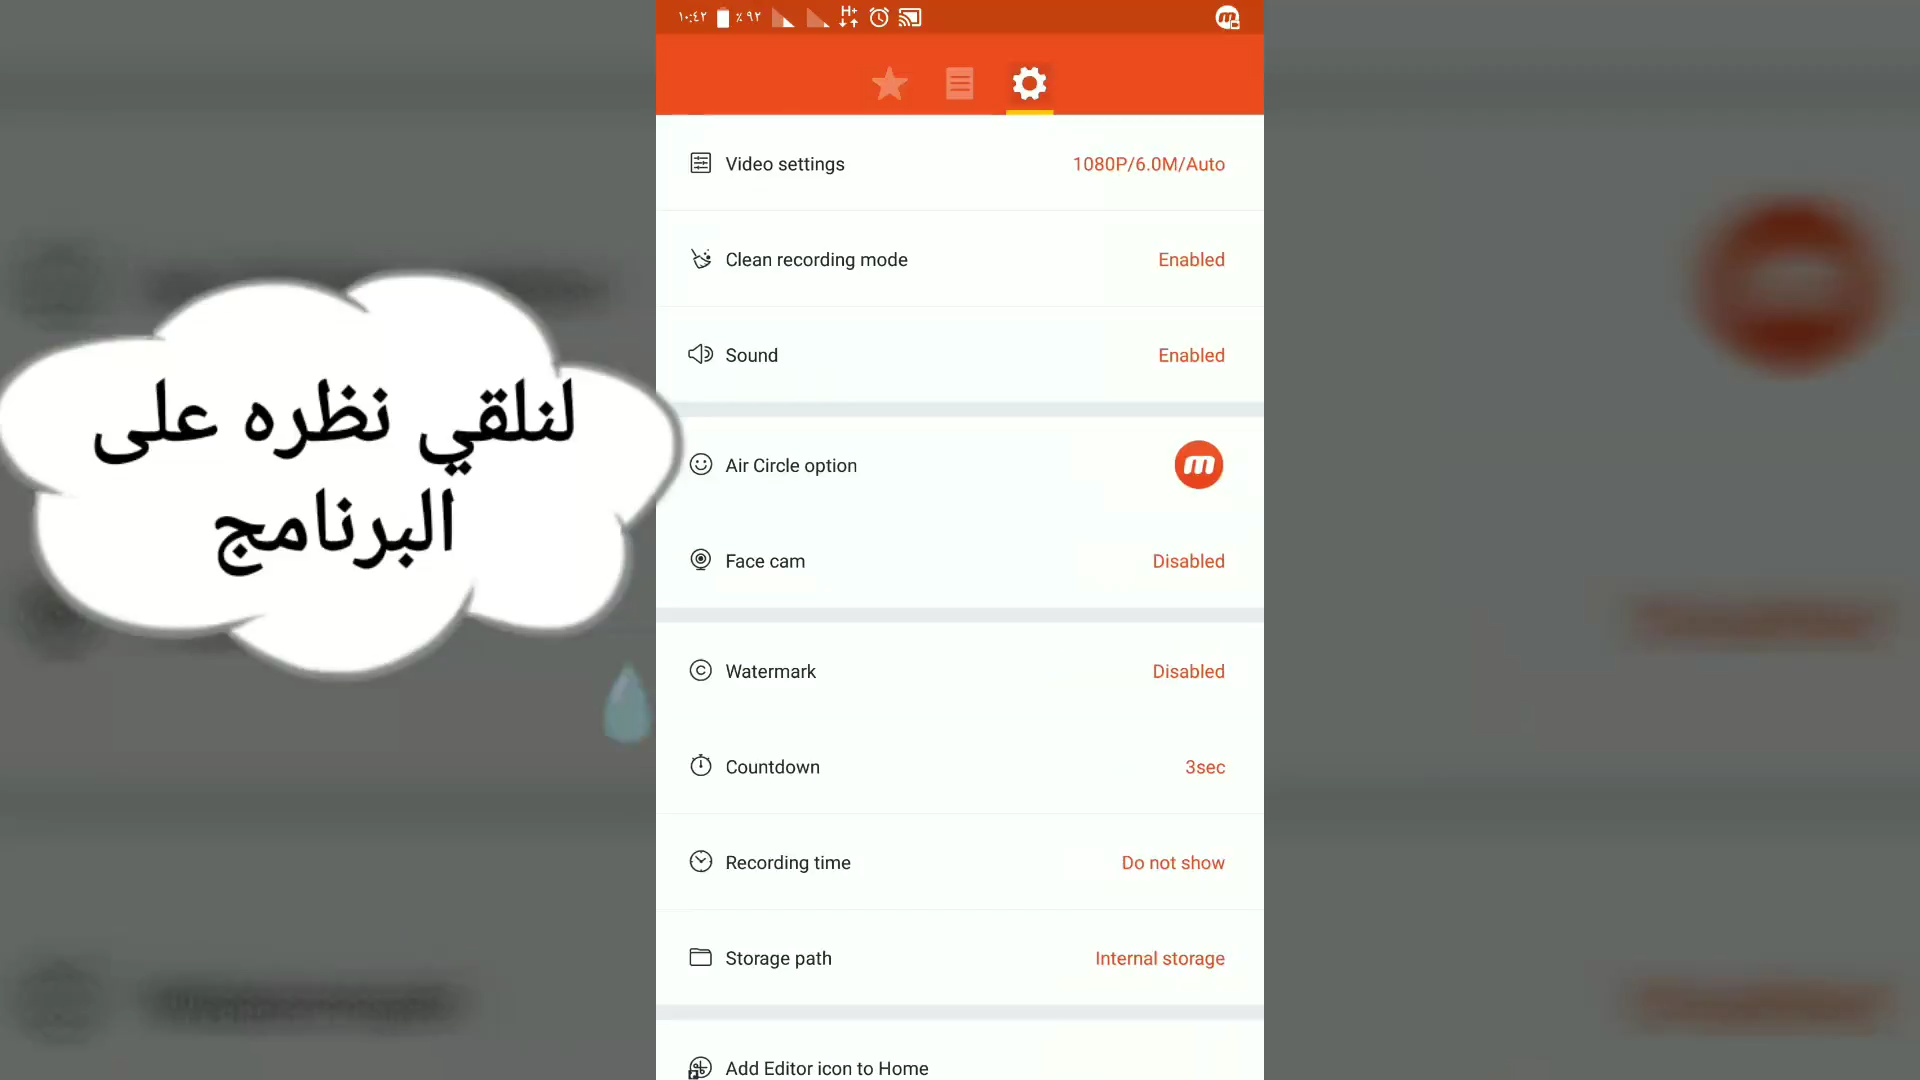 ١٠:٤٢ ٪ ٩٢ H+
Video settings 1080P/6.0M/Auto
Clean recording mode Enabled
Sound Enabled
لنلقي نظره على
البرنامج
Air Circle option m
Face cam Disabled
Watermark Disabled
Countdown 3sec
Recording time Do not show
Storage path Internal storage
Add Editor icon to Home